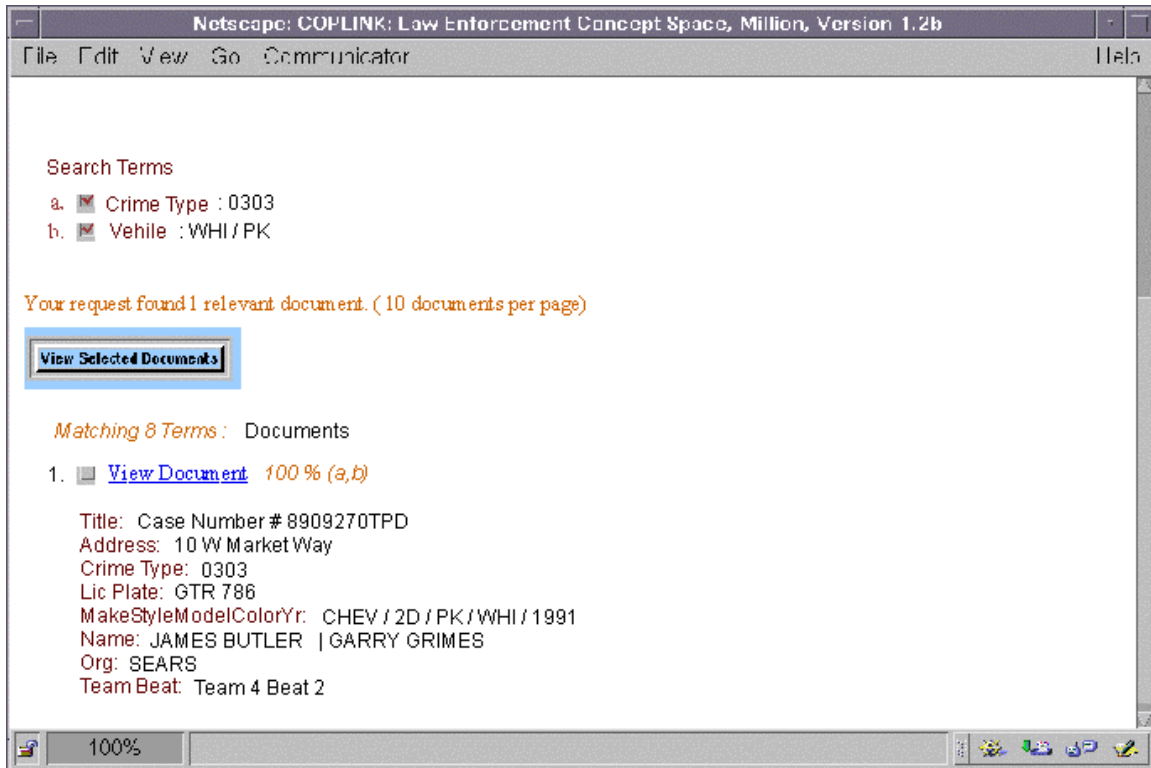 Netscape: COPLINK: Law Enforcement Concept Space, Million, Version 1.2b
File Edit View Go Communicator Help
Search Terms
a. Crime Type : 0303
b. Vehile : WHI / PK
Your request found 1 relevant document. ( 10 documents per page)
View Selected Documents
Matching 8 Terms : Documents
1. View Document 100 % (a,b)
Title: Case Number # 8909270TPD
Address: 10 W Market Way
Crime Type: 0303
Lic Plate: GTR 786
MakeStyleModelColorYr: CHEV / 2D / PK / WHI / 1991
Name: JAMES BUTLER | GARRY GRIMES
Org: SEARS
Team Beat: Team 4 Beat 2
100%